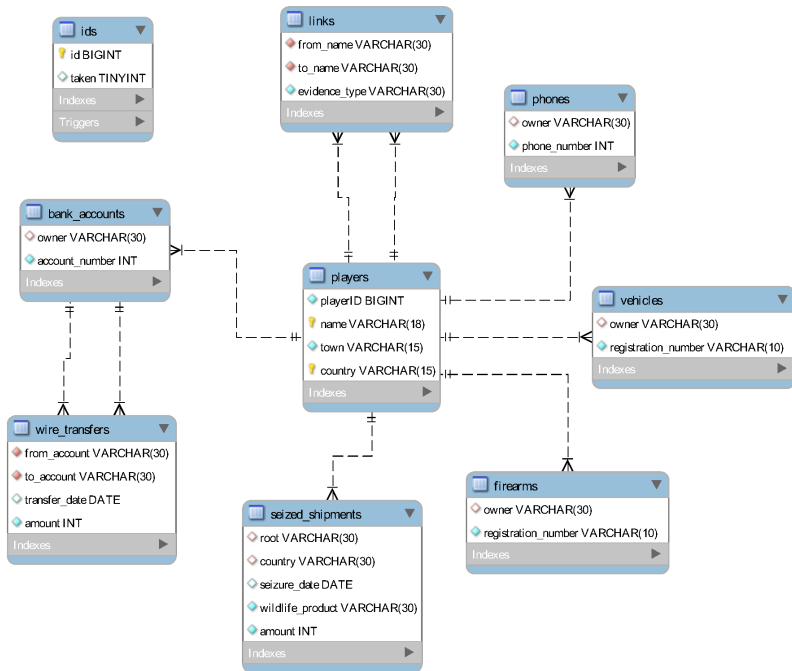 ids
id BIGINT
taken TINYINT
Indexes
Triggers
links
from_name VARCHAR(30)
to_name VARCHAR(30)
evidence_type VARCHAR(30)
Indexes
phones
owner VARCHAR(30)
phone_number INT
Indexes
bank_accounts
owner VARCHAR(30)
account_number INT
Indexes
players
playerID BIGINT
name VARCHAR(18)
town VARCHAR(15)
country VARCHAR(15)
Indexes
vehicles
owner VARCHAR(30)
registration_number VARCHAR(10)
Indexes
wire_transfers
from_account VARCHAR(30)
to_account VARCHAR(30)
transfer_date DATE
amount INT
Indexes
seized_shipments
root VARCHAR(30)
country VARCHAR(30)
seizure_date DATE
wildlife_product VARCHAR(30)
amount INT
Indexes
firearms
owner VARCHAR(30)
registration_number VARCHAR(10)
Indexes